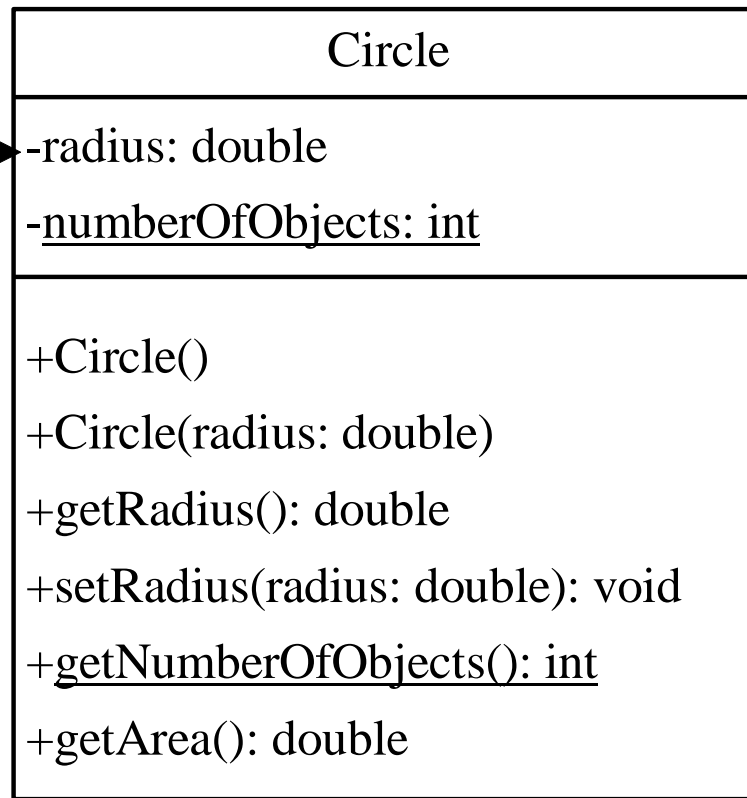 Circle
-radius: double
-numberOfObjects: int
+Circle()
+Circle(radius: double)
+getRadius(): double
+setRadius(radius: double): void
+getNumberOfObjects(): int
+getArea(): double